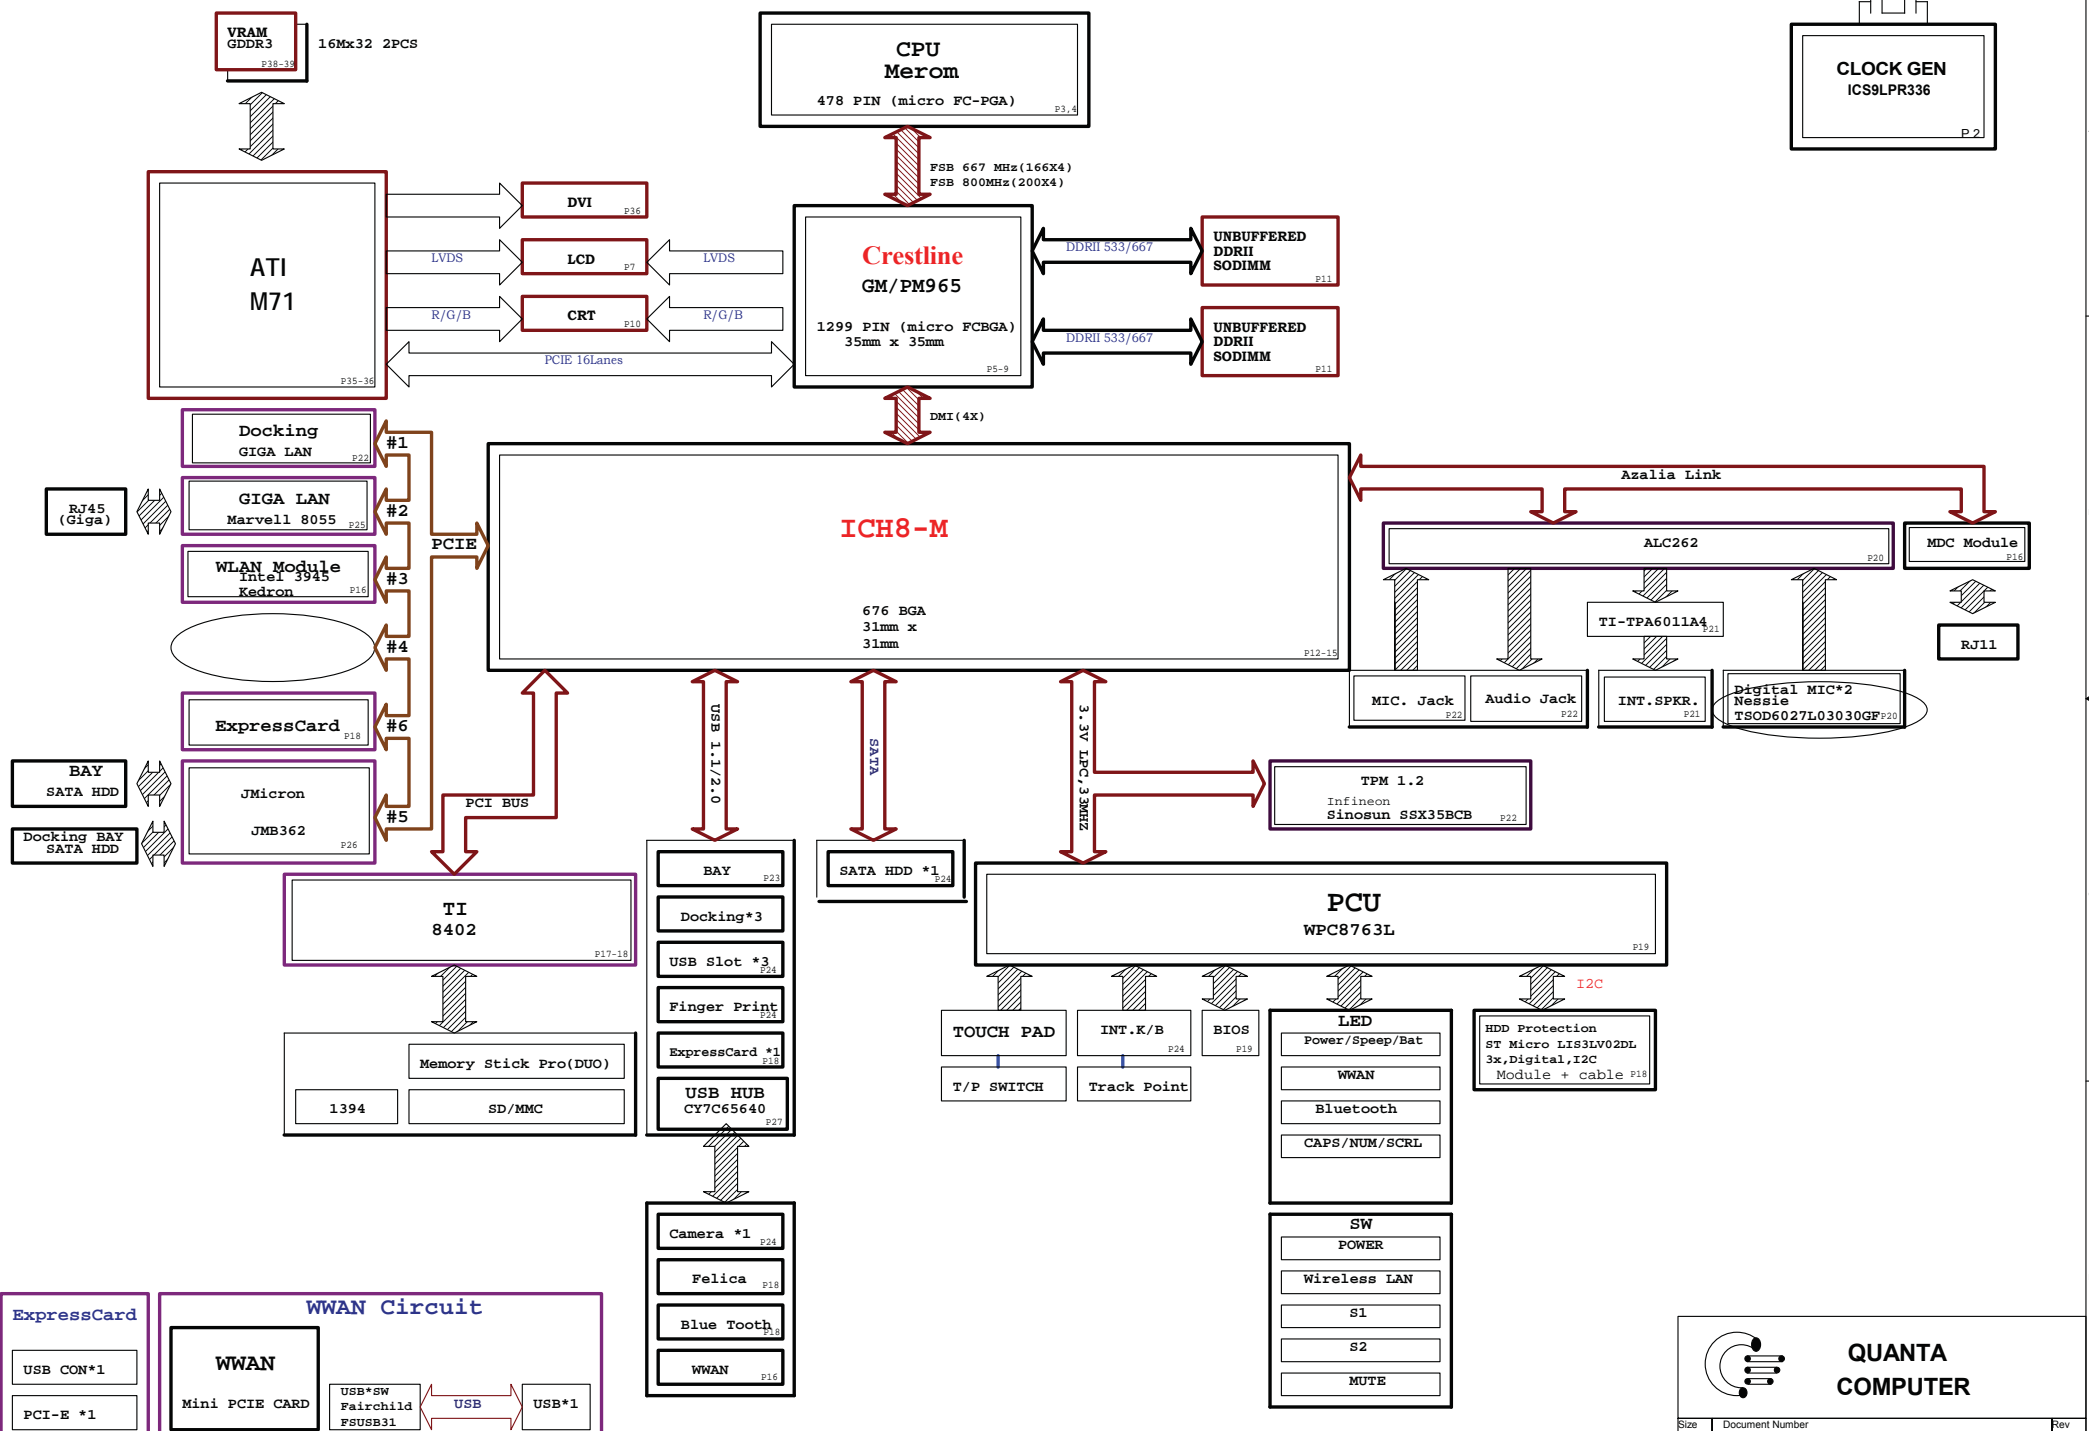 VRAM
GDDR3
P38-39
16Mx32 2PCS
CPU
Merom
478 PIN (micro FC-PGA)
P3,4
CLOCK GEN
ICS9LPR336
P 2
FSB 667 MHz(166X4)
FSB 800MHz(200X4)
ATI
M71
P35-36
DVI
P36
LVDS
LCD
P7
LVDS
R/G/B
CRT
P10
R/G/B
PCIE 16Lanes
Crestline
GM/PM965
1299 PIN (micro FCBGA)
35mm x 35mm
P5-9
DDRII 533/667
UNBUFFERED
DDRII
SODIMM
P11
DDRII 533/667
UNBUFFERED
DDRII
SODIMM
P11
DMI(4X)
Docking
GIGA LAN
P22
#1
RJ45
(Giga)
GIGA LAN
Marvell 8055
P25
#2
WLAN Module
Intel 3945
Kedron
P16
#3
#4
ExpressCard
P18
#6
BAY
SATA HDD
Docking BAY
SATA HDD
JMicron
JMB362
P26
#5
PCIE
ICH8-M
676 BGA
31mm x
31mm
P12-15
Azalia Link
ALC262
P20
MDC Module
P16
TI-TPA6011A4
P21
RJ11
MIC. Jack
P22
Audio Jack
P22
INT.SPKR.
P21
Digital MIC*2
Nessie
TSOD6027L03030GF
P20
PCI BUS
USB 1.1/2.0
SATA
3.3V LPC,33MHZ
TPM 1.2
Infineon
Sinosun SSX35BCB
P22
TI
8402
P17-18
Memory Stick Pro(DUO)
1394
SD/MMC
BAY
P23
Docking*3
USB Slot *3
P24
Finger Print
P24
ExpressCard *1
P18
USB HUB
CY7C65640
P27
SATA HDD *1
P24
PCU
WPC8763L
P19
I2C
TOUCH PAD
T/P SWITCH
INT.K/B
P24
Track Point
BIOS
P19
LED
Power/Speep/Bat
WWAN
Bluetooth
CAPS/NUM/SCRL
HDD Protection
ST Micro LIS3LV02DL
3x,Digital,I2C
Module + cable
P18
Camera *1
P24
Felica
P18
Blue Tooth
P18
WWAN
P16
SW
POWER
Wireless LAN
S1
S2
MUTE
ExpressCard
USB CON*1
PCI-E *1
WWAN Circuit
WWAN
Mini PCIE CARD
USB*SW
Fairchild
FSUSB31
USB
USB*1
QUANTA
COMPUTER
Size
Document Number
Rev